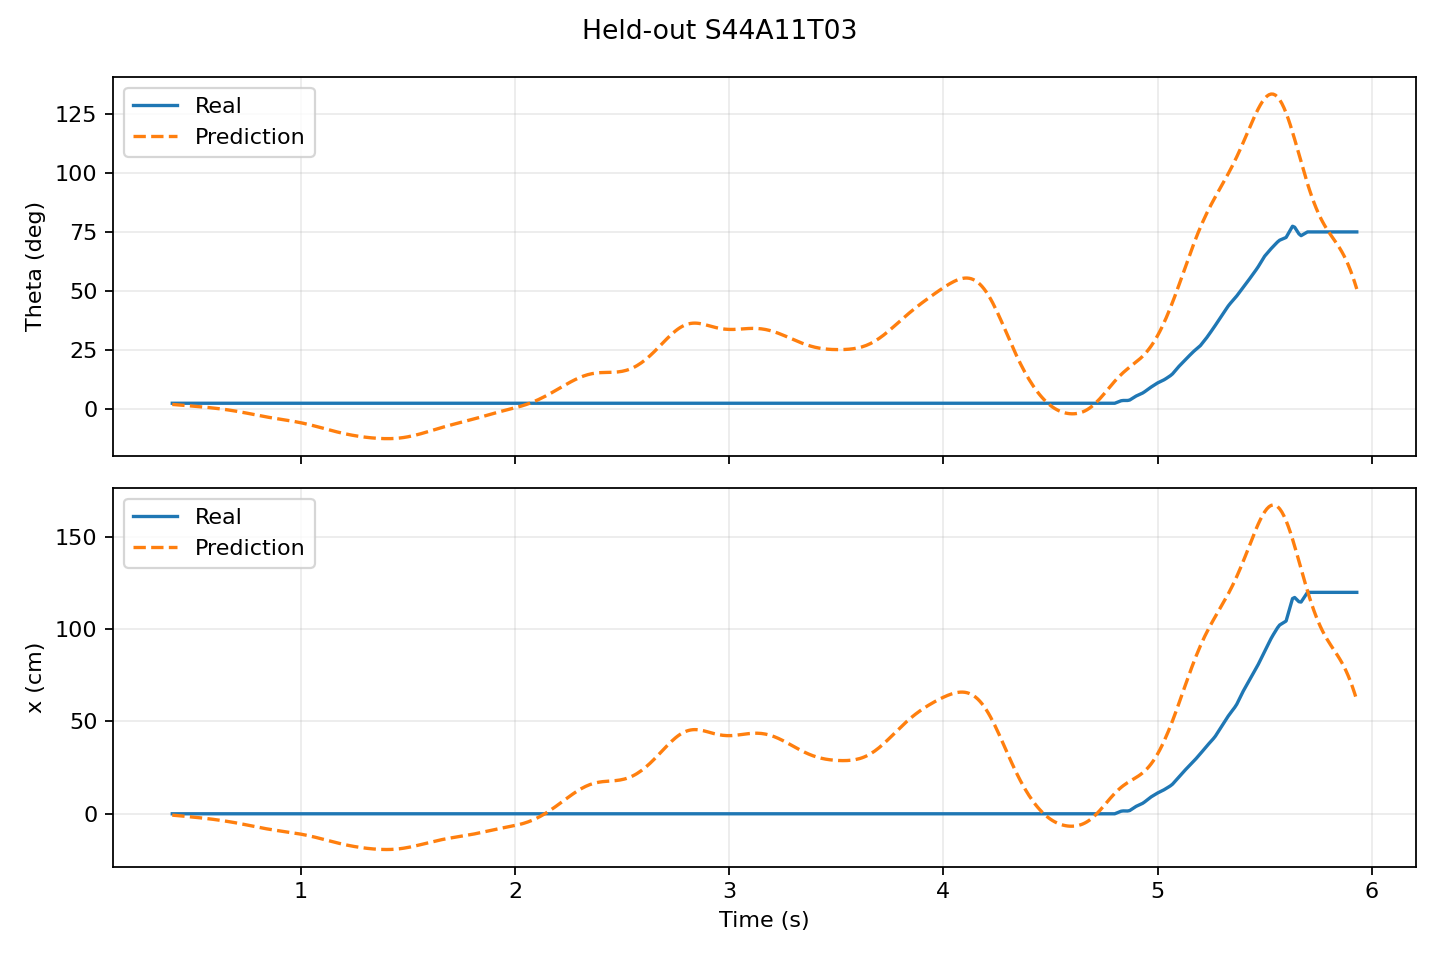 Held-out S44A11T03
Real
Prediction
125
100
75
50
25
0
Theta (deg)
Real
Prediction
150
100
50
0
x (cm)
1 2 3 4 5 6
Time (s)